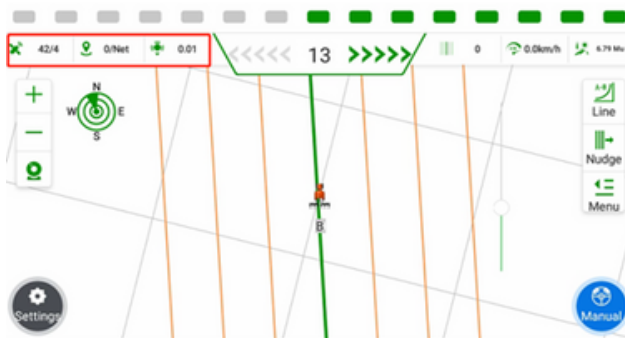 42/4 0/Net 0.01 <<<<< 13 >>>>> 0 0.0km/h 6.79 Mu
+
N
W E
S
−
A-B
Line
Nudge
Menu
B
Settings
Manual